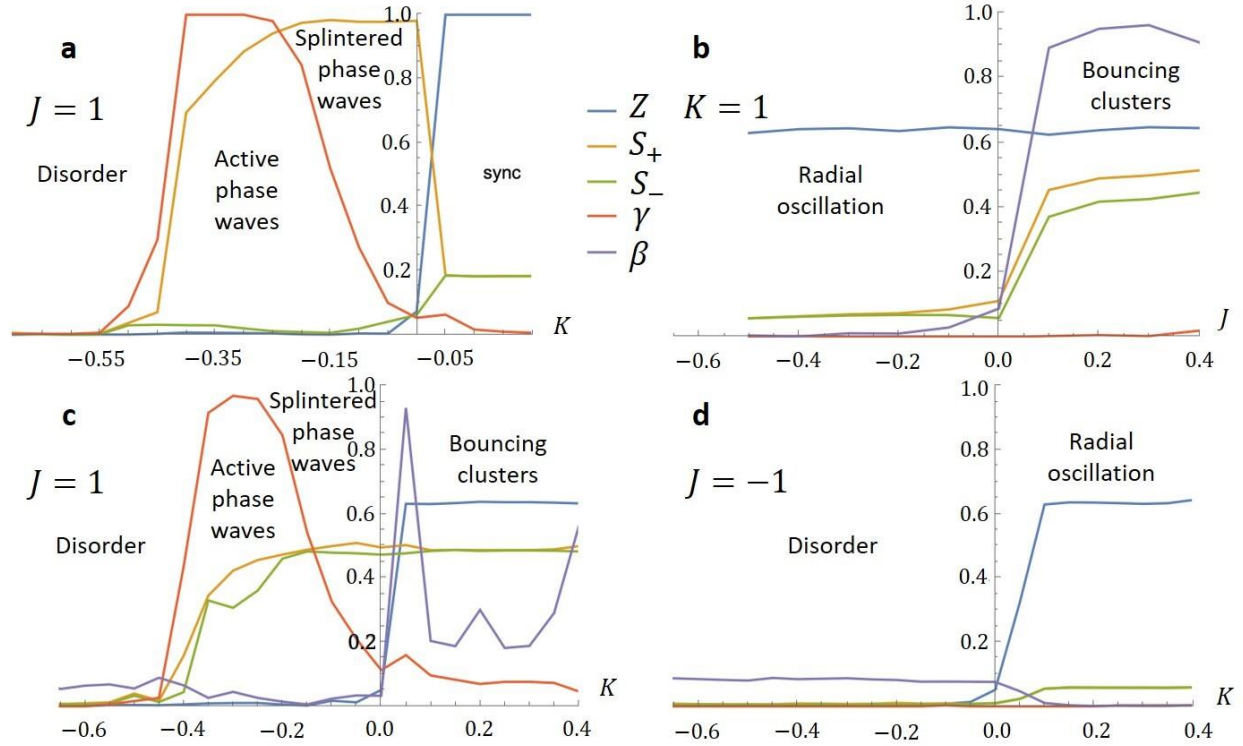 a
J = 1
Disorder
Active
phase
waves
Splintered
phase
waves
sync
1.0
0.8
0.6
0.4
0.2
−0.55
−0.35
−0.15
−0.05
K
Z
S+
S−
γ
β
b
K = 1
Radial
oscillation
Bouncing
clusters
1.0
0.8
0.6
0.4
0.2
−0.6
−0.4
−0.2
0.0
0.2
0.4
J
c
J = 1
Disorder
Active
phase
waves
Splintered
phase
waves
Bouncing
clusters
1.0
0.8
0.6
0.4
0.2
−0.6
−0.4
−0.2
0.0
0.2
0.4
K
d
J = −1
Disorder
Radial
oscillation
1.0
0.8
0.6
0.4
0.2
−0.6
−0.4
−0.2
0.0
0.2
0.4
K